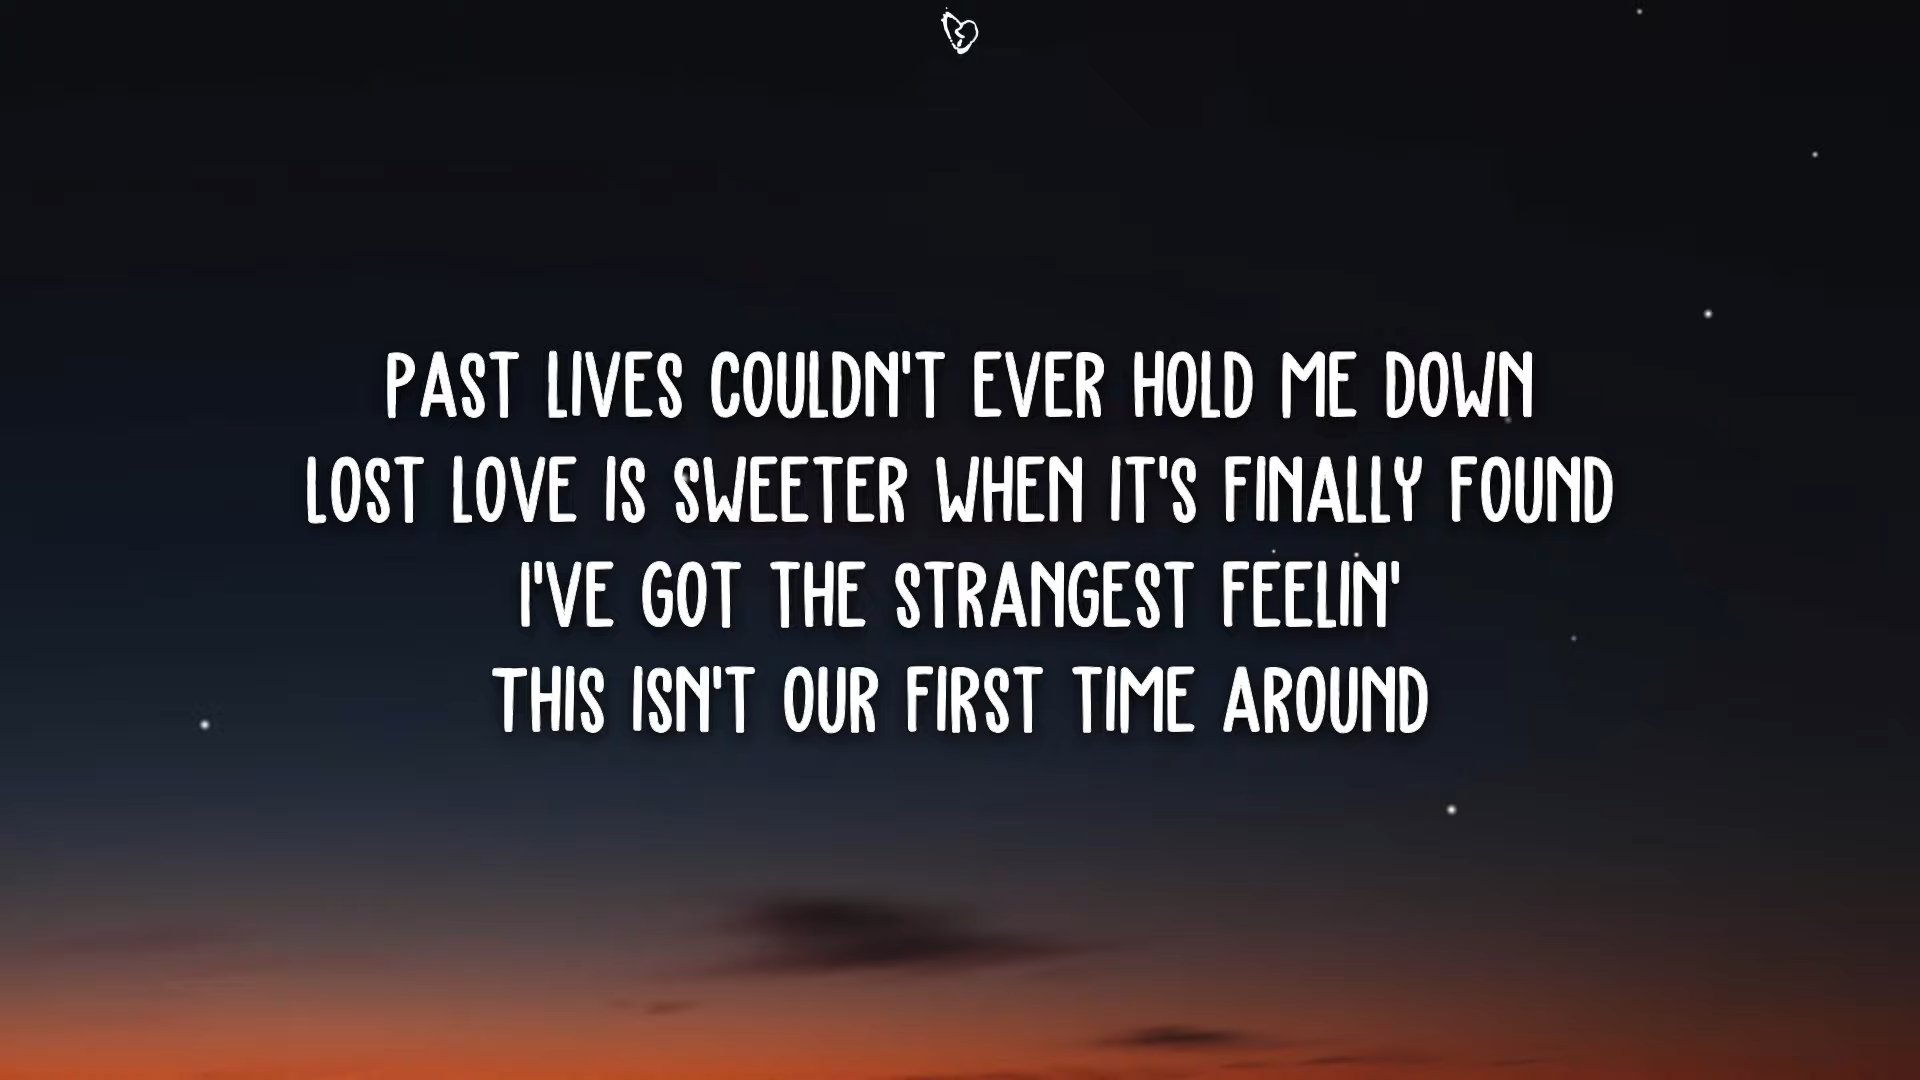 PAST LIVES COULDN'T EVER HOLD ME DOWN
LOST LOVE IS SWEETER WHEN IT'S FINALLY FOUND
I'VE GOT THE STRANGEST FEELIN'
THIS ISN'T OUR FIRST TIME AROUND